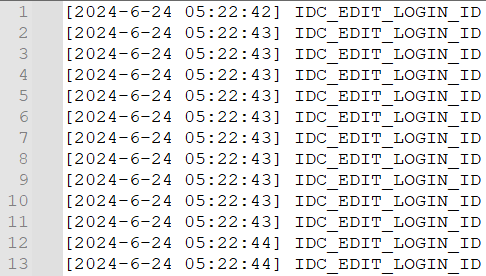 1 [2024-6-24 05:22:42] IDC_EDIT_LOGIN_ID
2 [2024-6-24 05:22:43] IDC_EDIT_LOGIN_ID
3 [2024-6-24 05:22:43] IDC_EDIT_LOGIN_ID
4 [2024-6-24 05:22:43] IDC_EDIT_LOGIN_ID
5 [2024-6-24 05:22:43] IDC_EDIT_LOGIN_ID
6 [2024-6-24 05:22:43] IDC_EDIT_LOGIN_ID
7 [2024-6-24 05:22:43] IDC_EDIT_LOGIN_ID
8 [2024-6-24 05:22:43] IDC_EDIT_LOGIN_ID
9 [2024-6-24 05:22:43] IDC_EDIT_LOGIN_ID
10 [2024-6-24 05:22:43] IDC_EDIT_LOGIN_ID
11 [2024-6-24 05:22:43] IDC_EDIT_LOGIN_ID
12 [2024-6-24 05:22:44] IDC_EDIT_LOGIN_ID
13 [2024-6-24 05:22:44] IDC_EDIT_LOGIN_ID